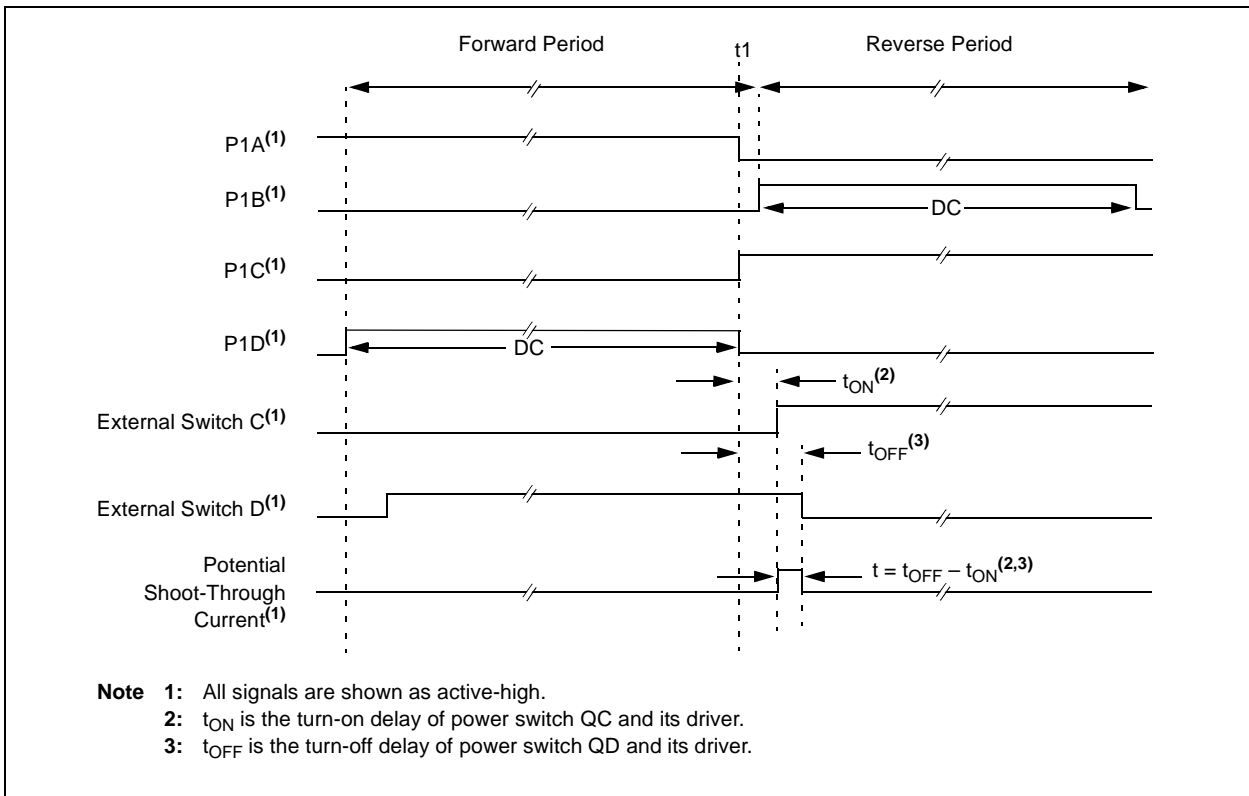 Forward Period
t1
Reverse Period
P1A(1)
P1B(1)
DC
P1C(1)
P1D(1)
DC
tON(2)
External Switch C(1)
tOFF(3)
External Switch D(1)
Potential
Shoot-Through
Current(1)
t = tOFF – tON(2,3)
Note 1: All signals are shown as active-high.
2: tON is the turn-on delay of power switch QC and its driver.
3: tOFF is the turn-off delay of power switch QD and its driver.